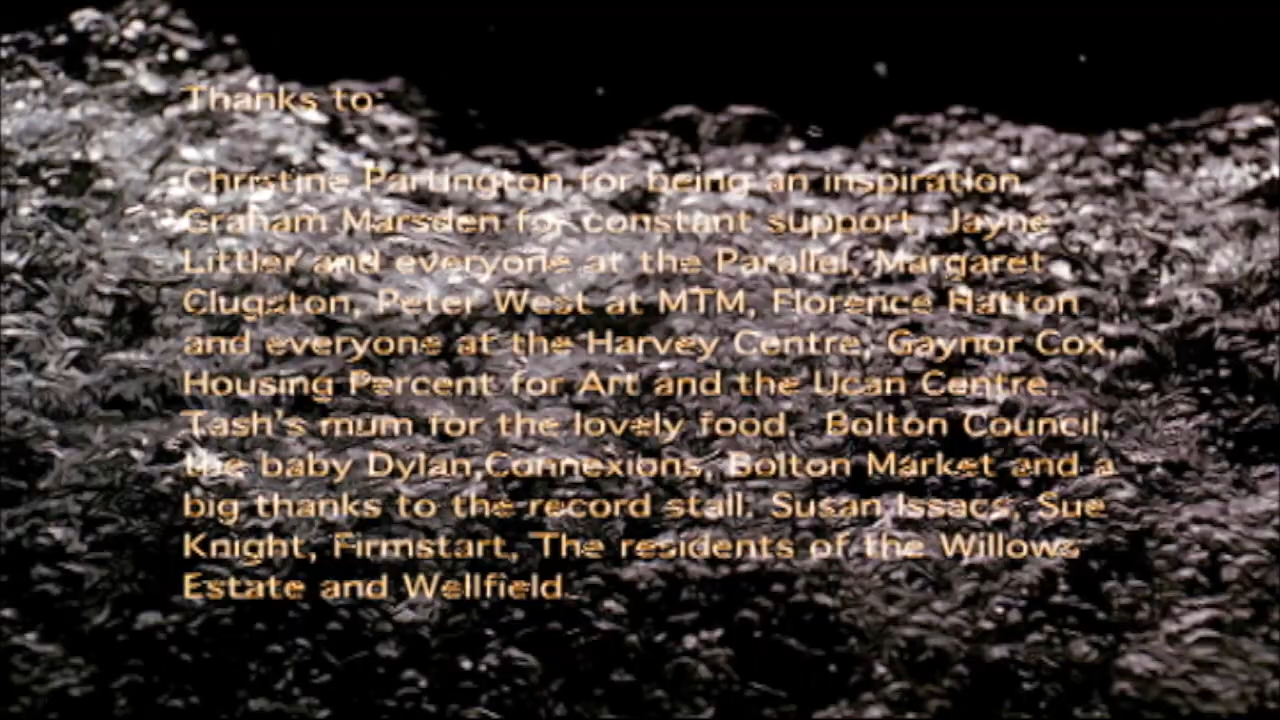 Thanks to:
Christine Partington for being an inspiration,
Graham Marsden for constant support, Jayne
Littler and everyone at the Parallel, Margaret
Clugston, Peter West at MTM, Florence Hatton
and everyone at the Harvey Centre, Gaynor Cox,
Housing Percent for Art and the Ucan Centre.
Tash's mum for the lovely food.  Bolton Council,
the baby Dylan,Connexions, Bolton Market and a
big thanks to the record stall. Susan Issacs, Sue
Knight, Firmstart, The residents of the Willows
Estate and Wellfield.